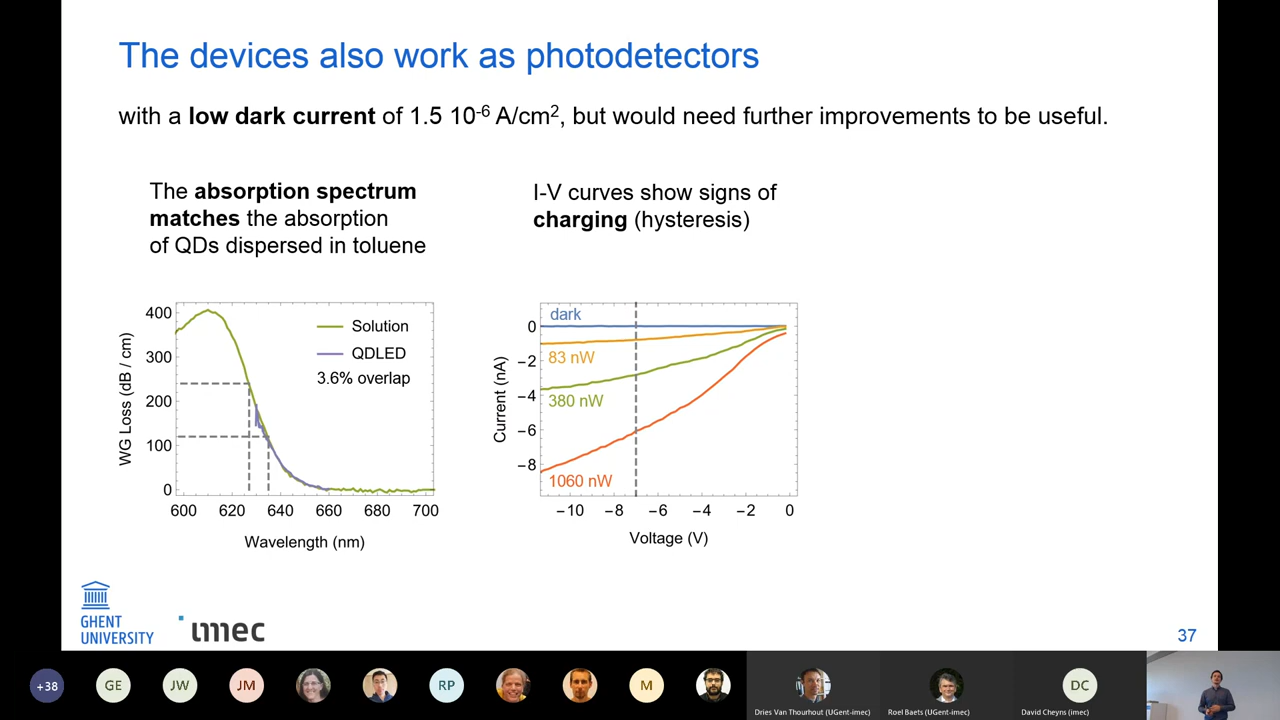 The devices also work as photodetectors
with a low dark current of 1.5 10⁻⁶ A/cm², but would need further improvements to be useful.
The absorption spectrum
matches the absorption
of QDs dispersed in toluene
I-V curves show signs of
charging (hysteresis)
WG Loss (dB / cm)
400
300
200
100
0
Solution
QDLED
3.6% overlap
600 620 640 660 680 700
Wavelength (nm)
Current (nA)
0
−2
−4
−6
−8
dark
83 nW
380 nW
1060 nW
−10 −8 −6 −4 −2 0
Voltage (V)
GHENT
UNIVERSITY
imec
37
+38
GE
JW
JM
RP
M
DC
Dries Van Thourhout (UGent-imec)
Roel Baets (UGent-imec)
David Cheyns (imec)